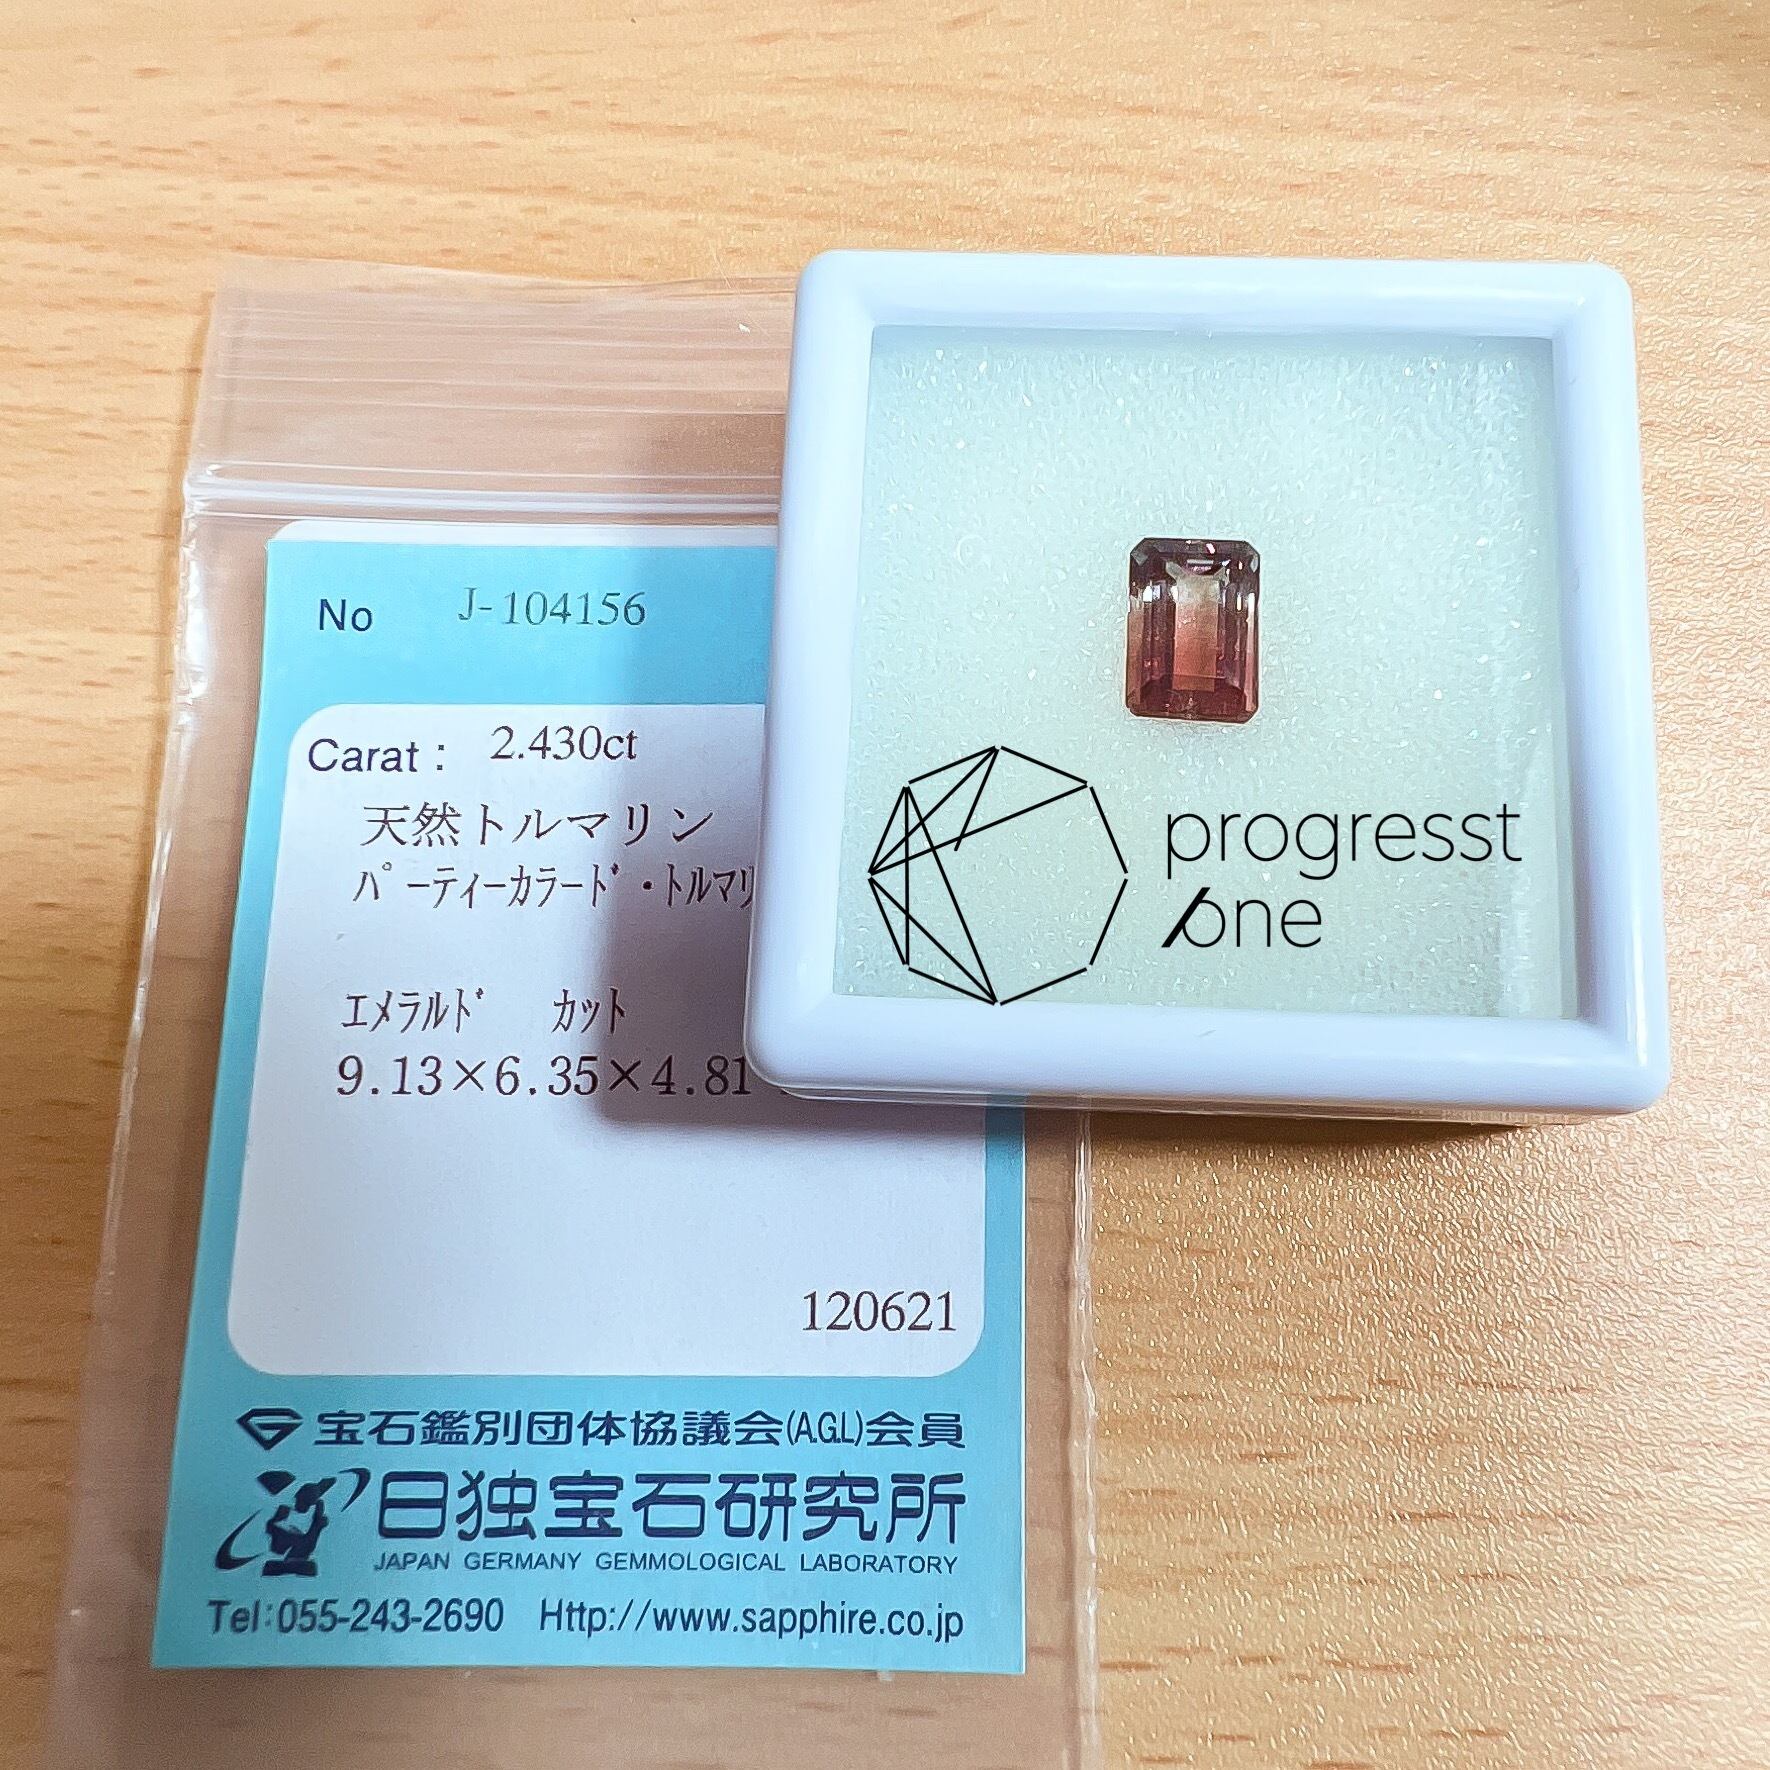 No J-104156
Carat : 2.430ct
天然トルマリン
パーティーカラード・トルマリ
エメラルド カット
9.13×6.35×4.81
120621
宝石鑑別団体協議会(A.G.L)会員
日独宝石研究所
JAPAN GERMANY GEMMOLOGICAL LABORATORY
Tel:055-243-2690 Http://www.sapphire.co.jp
progresst
one